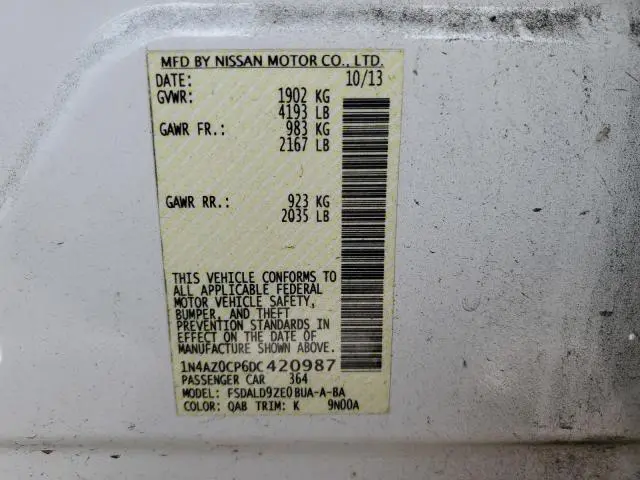 MFD BY NISSAN MOTOR CO., LTD.
DATE: 10/13
GVWR: 1902 KG
4193 LB
GAWR FR.: 983 KG
2167 LB
GAWR RR.: 923 KG
2035 LB
THIS VEHICLE CONFORMS TO
ALL APPLICABLE FEDERAL
MOTOR VEHICLE SAFETY,
BUMPER, AND THEFT
PREVENTION STANDARDS IN
EFFECT ON THE DATE OF
MANUFACTURE SHOWN ABOVE.
1N4AZ0CP6DC420987
PASSENGER CAR 364
MODEL: FSDALD9ZE0BUA-A-BA
COLOR: QAB TRIM: K 9N00A